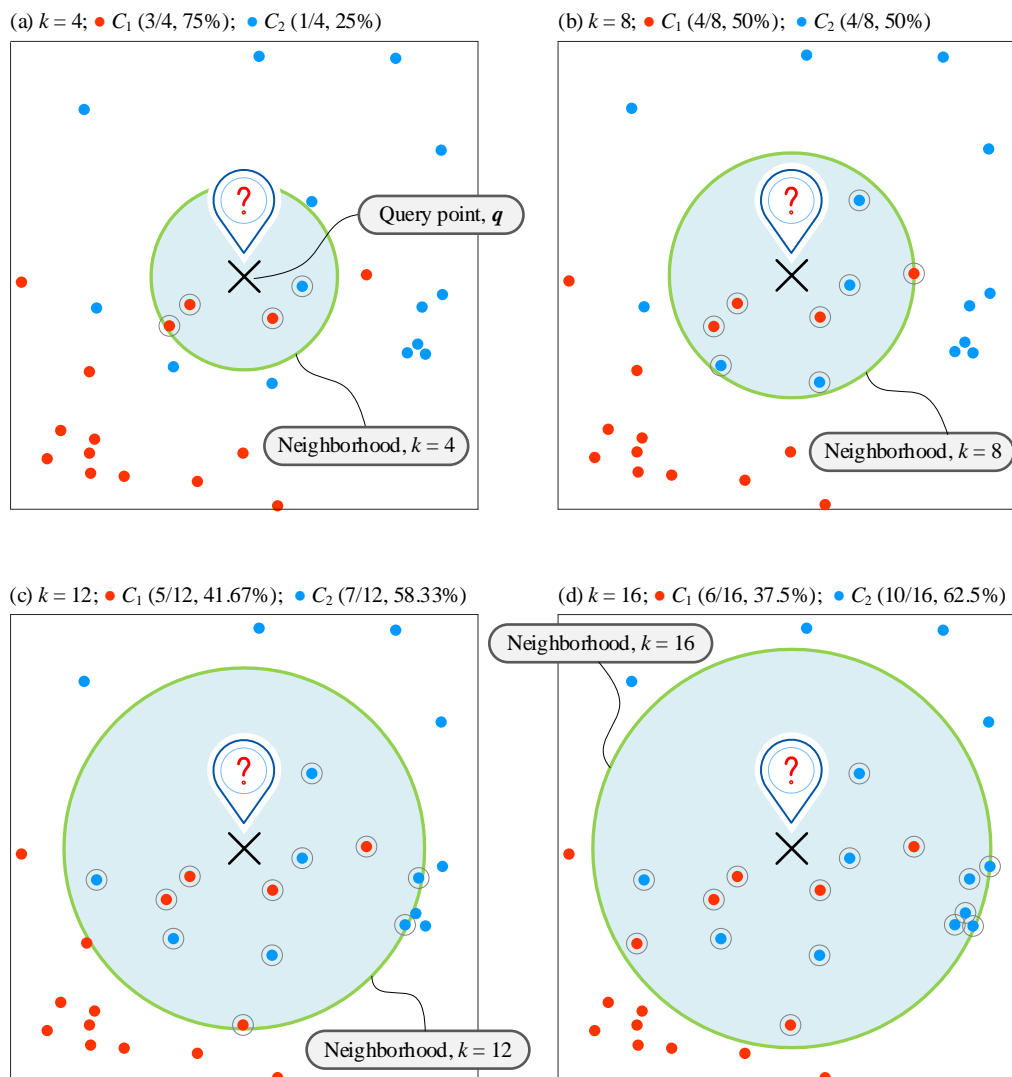 (a) k = 4; C1 (3/4, 75%); C2 (1/4, 25%)
(b) k = 8; C1 (4/8, 50%); C2 (4/8, 50%)
?
Query point, q
Neighborhood, k = 4
?
Neighborhood, k = 8
(c) k = 12; C1 (5/12, 41.67%); C2 (7/12, 58.33%)
(d) k = 16; C1 (6/16, 37.5%); C2 (10/16, 62.5%)
?
Neighborhood, k = 12
Neighborhood, k = 16
?